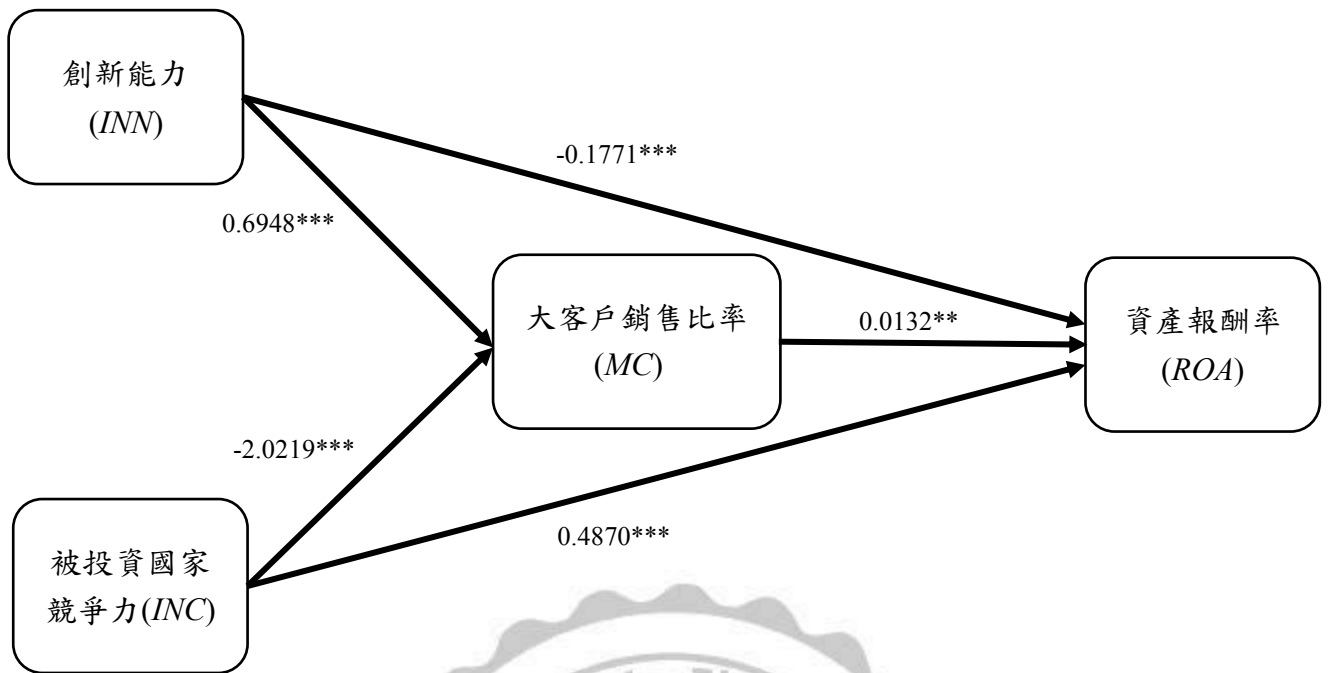 創新能力
(INN)
-0.1771***
0.6948***
大客戶銷售比率
(MC)
0.0132**
資產報酬率
(ROA)
-2.0219***
0.4870***
被投資國家
競爭力(INC)